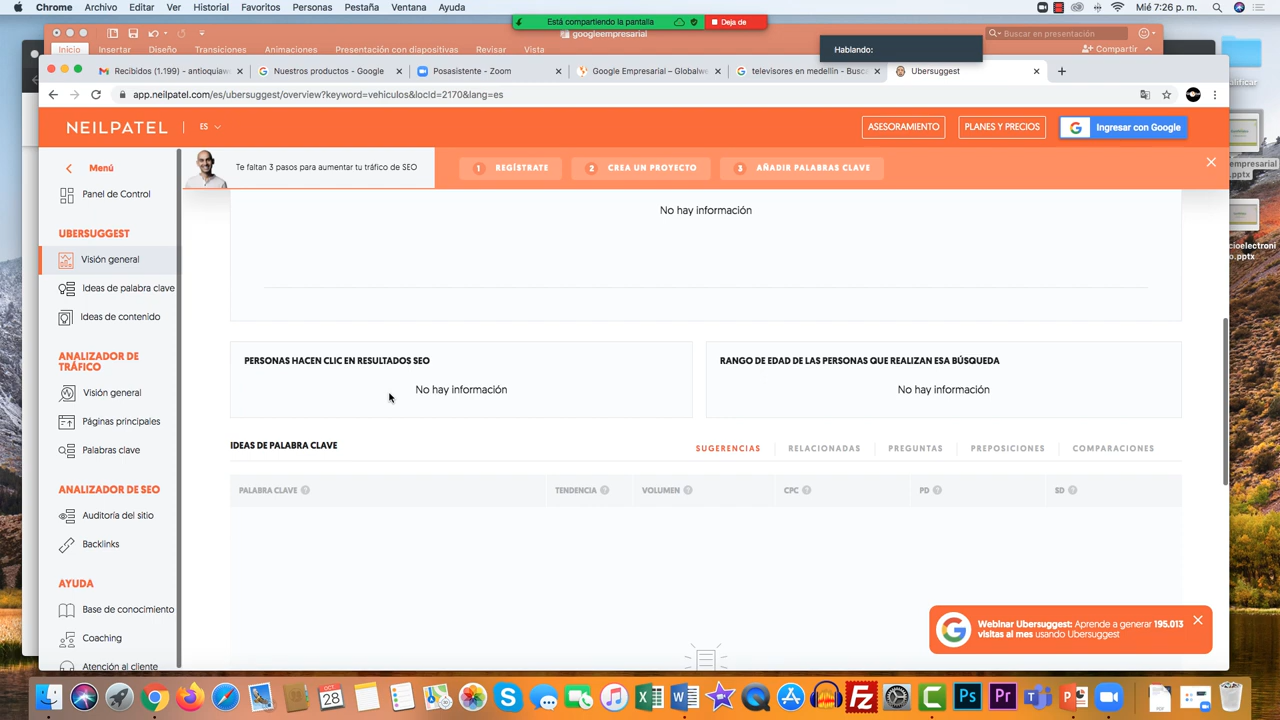 Chrome Archivo Editar Ver Historial Favoritos Personas Pestaña Ventana Ayuda
Mié 7:26 p. m.
Está compartiendo la pantalla
Deja de
googleempresarial
Buscar en presentación
Inicio Insertar Diseño Transiciones Animaciones Presentación con diapositivas Revisar Vista
Compartir
Hablando:
Recibidos (1.199) - antioquiaw
Nuestros productos - Google
Posasistente - Zoom
Google Empresarial – Globalwe
televisores en medellin - Busc
Ubersuggest
app.neilpatel.com/es/ubersuggest/overview?keyword=vehículos&locId=2170&lang=es
NEILPATEL
ES
ASESORAMIENTO
PLANES Y PRECIOS
Ingresar con Google
Te faltan 3 pasos para aumentar tu tráfico de SEO
1 REGÍSTRATE
2 CREA UN PROYECTO
3 AÑADIR PALABRAS CLAVE
Menú
Panel de Control
UBERSUGGEST
Visión general
Ideas de palabra clave
Ideas de contenido
ANALIZADOR DE
TRÁFICO
Visión general
Páginas principales
Palabras clave
ANALIZADOR DE SEO
Auditoría del sitio
Backlinks
AYUDA
Base de conocimiento
Coaching
Atención al cliente
No hay información
PERSONAS HACEN CLIC EN RESULTADOS SEO
No hay información
RANGO DE EDAD DE LAS PERSONAS QUE REALIZAN ESA BÚSQUEDA
No hay información
IDEAS DE PALABRA CLAVE
SUGERENCIAS RELACIONADAS PREGUNTAS PREPOSICIONES COMPARACIONES
PALABRA CLAVE TENDENCIA VOLUMEN CPC PD SD
Webinar Ubersuggest: Aprende a generar 195.013
visitas al mes usando Ubersuggest
OCT
28